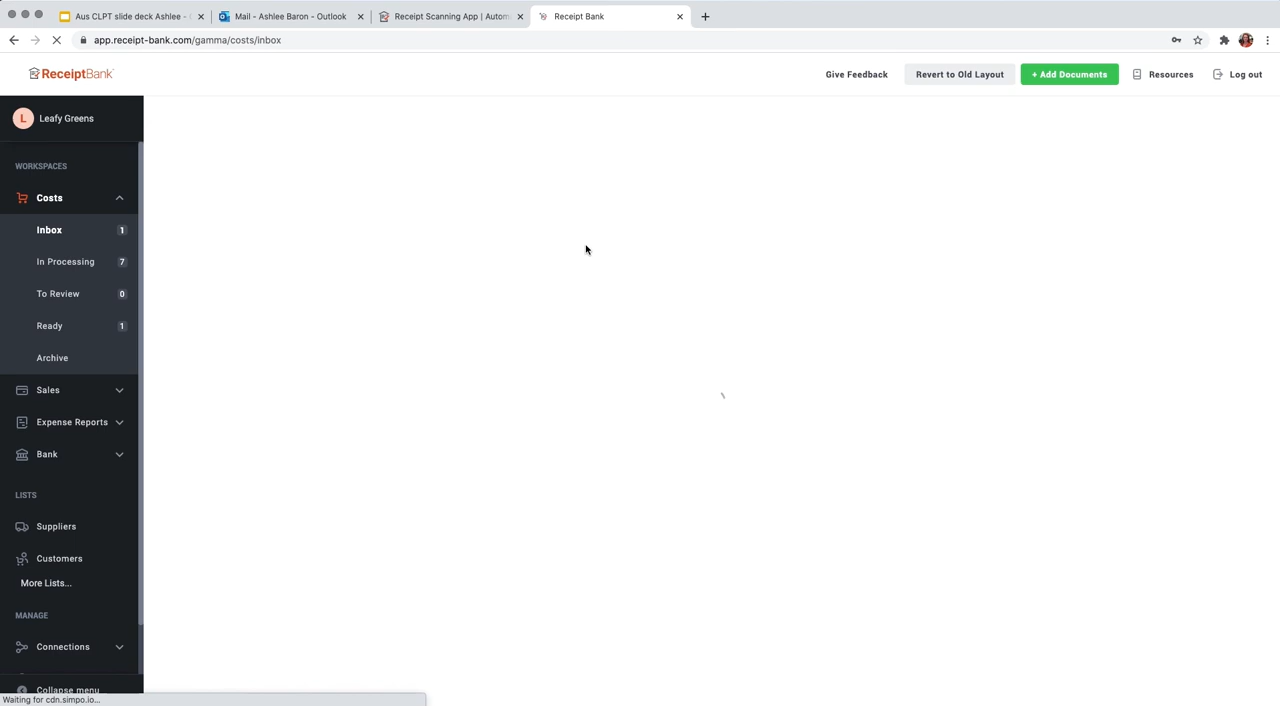 Aus CLPT slide deck Ashlee -
Mail - Ashlee Baron - Outlook
Receipt Scanning App | Autom
Receipt Bank
app.receipt-bank.com/gamma/costs/inbox
ReceiptBank
Give Feedback
Revert to Old Layout
+ Add Documents
Resources
Log out
L
Leafy Greens
WORKSPACES
Costs
Inbox 1
In Processing 7
To Review 0
Ready 1
Archive
Sales
Expense Reports
Bank
LISTS
Suppliers
Customers
More Lists...
MANAGE
Connections
Collapse menu
Waiting for cdn.simpo.io...